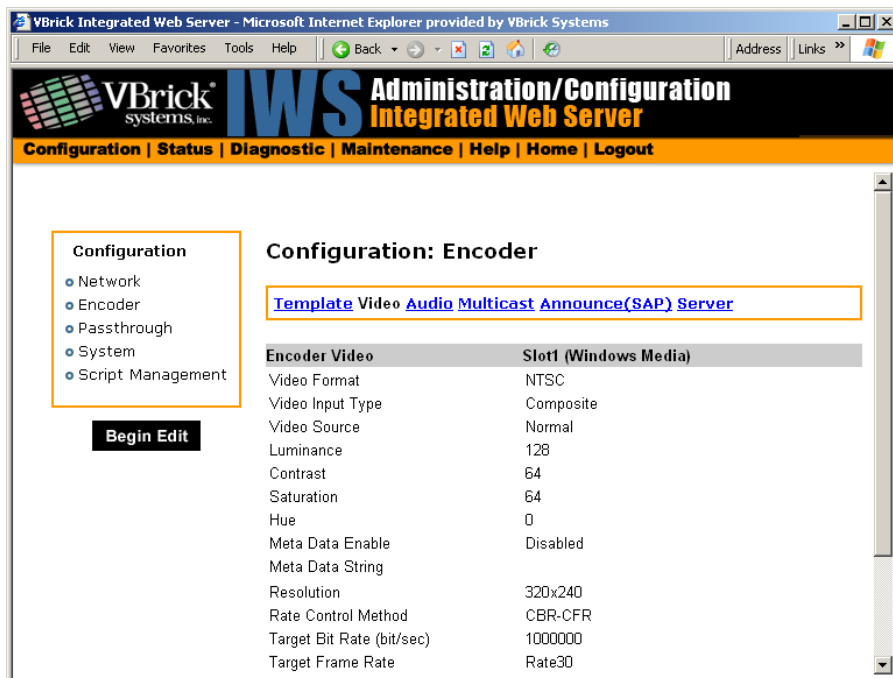 VBrick Integrated Web Server - Microsoft Internet Explorer provided by VBrick Systems
File Edit View Favorites Tools Help Back Address Links »
VBrick®
systems, inc.
IWS
Administration/Configuration
Integrated Web Server
Configuration | Status | Diagnostic | Maintenance | Help | Home | Logout
Configuration
Network
Encoder
Passthrough
System
Script Management
Begin Edit
Configuration: Encoder
Template Video Audio Multicast Announce(SAP) Server
Encoder Video Slot1 (Windows Media)
Video Format NTSC
Video Input Type Composite
Video Source Normal
Luminance 128
Contrast 64
Saturation 64
Hue 0
Meta Data Enable Disabled
Meta Data String
Resolution 320x240
Rate Control Method CBR-CFR
Target Bit Rate (bit/sec) 1000000
Target Frame Rate Rate30